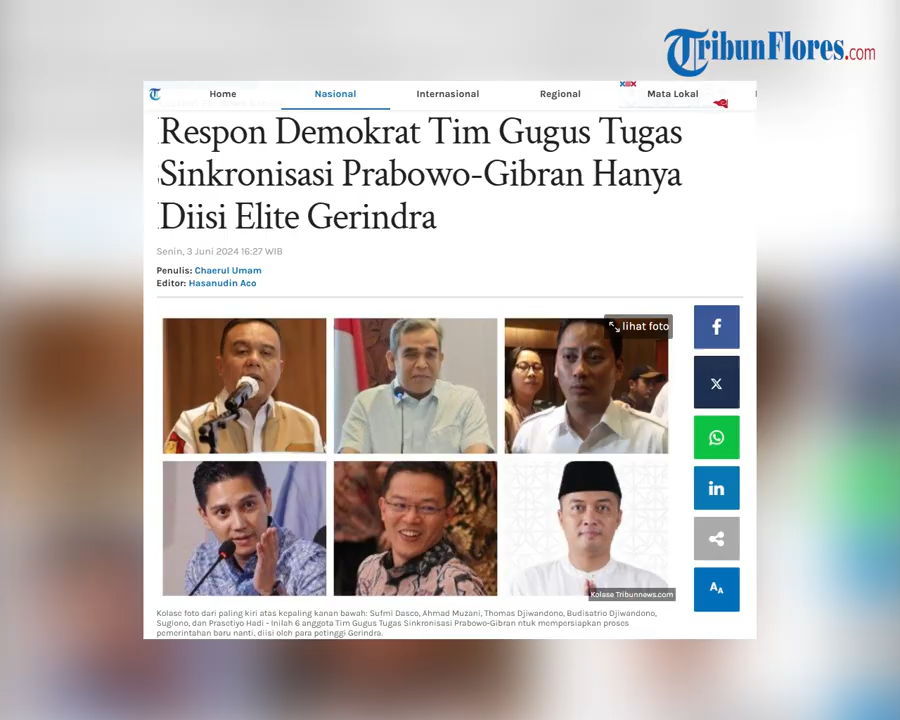 TribunFlores.com
Home Nasional Internasional Regional Mata Lokal
Respon Demokrat Tim Gugus Tugas
Sinkronisasi Prabowo-Gibran Hanya
Diisi Elite Gerindra
Senin, 3 Juni 2024 16:27 WIB
Penulis: Chaerul Umam
Editor: Hasanudin Aco
lihat foto
Kolase Tribunnews.com
Kolase foto dari paling kiri atas kepaling kanan bawah: Sufmi Dasco, Ahmad Muzani, Thomas Djiwandono, Budisatrio Djiwandono,
Sugiono, dan Prasetiyo Hadi - Inilah 6 anggota Tim Gugus Tugas Sinkronisasi Prabowo-Gibran ntuk mempersiapkan proses
pemerintahan baru nanti, diisi oleh para petinggi Gerindra.